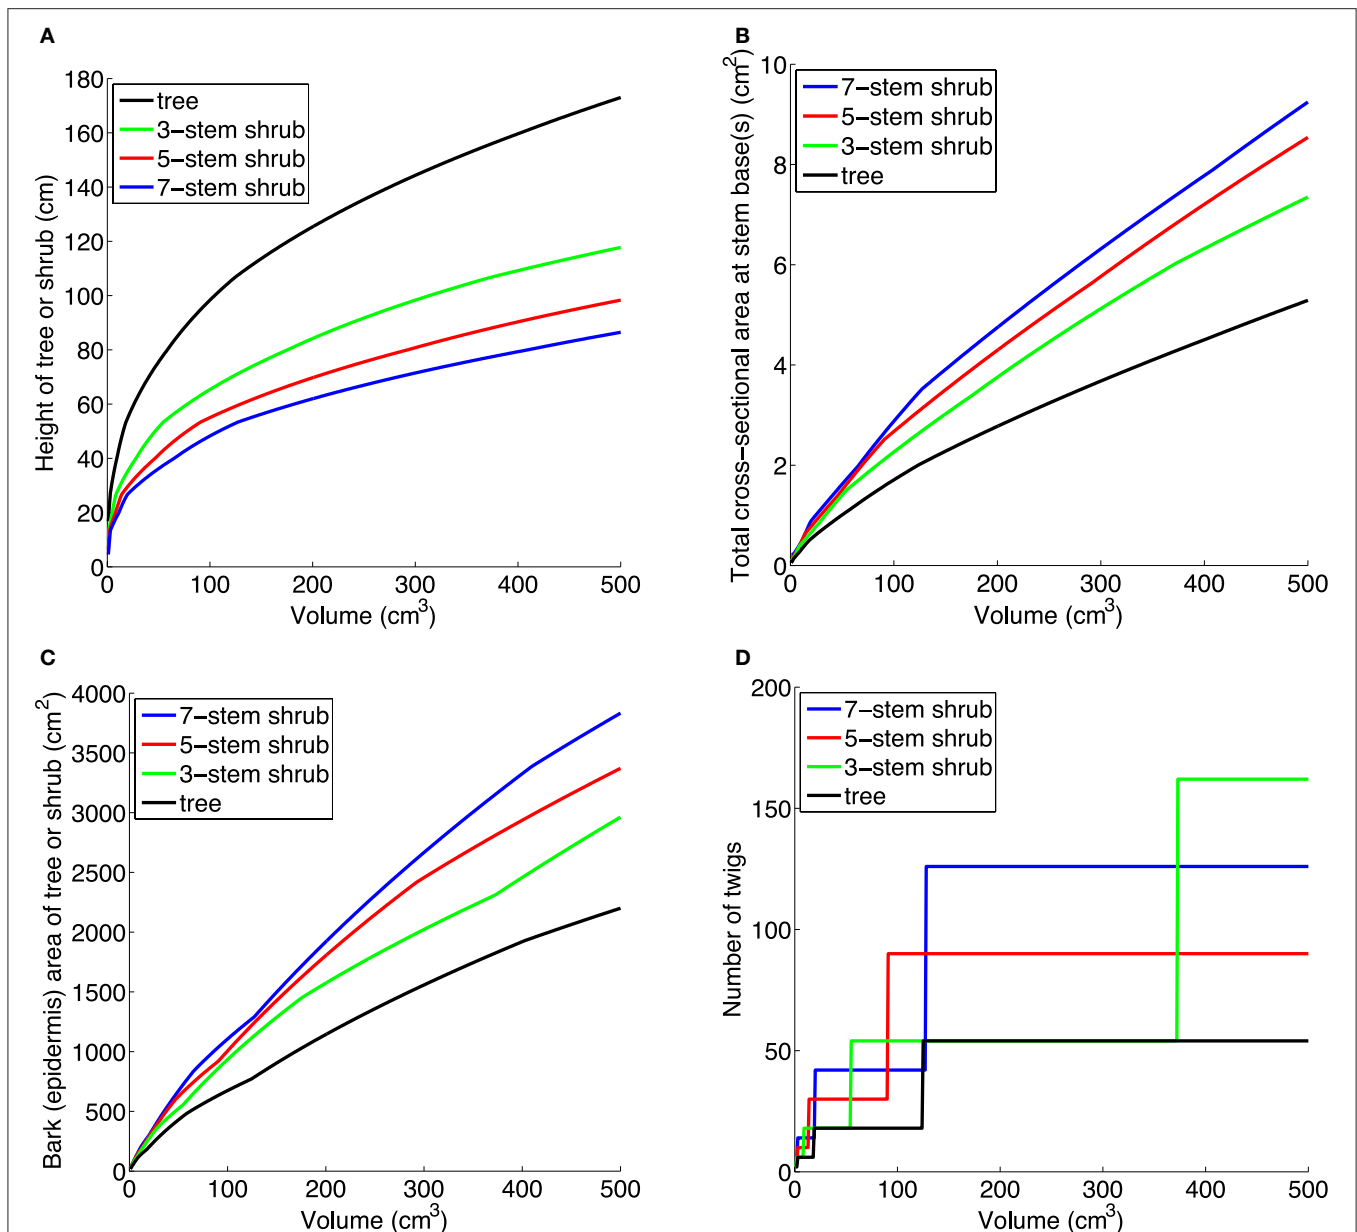 A
Height of tree or shrub (cm)
180
160
140
120
100
80
60
40
20
0
tree
3−stem shrub
5−stem shrub
7−stem shrub
0 100 200 300 400 500
Volume (cm³)
B
Total cross−sectional area at stem base(s) (cm²)
10
8
6
4
2
0
7−stem shrub
5−stem shrub
3−stem shrub
tree
0 100 200 300 400 500
Volume (cm³)
C
Bark (epidermis) area of tree or shrub (cm²)
4000
3500
3000
2500
2000
1500
1000
500
0
7−stem shrub
5−stem shrub
3−stem shrub
tree
0 100 200 300 400 500
Volume (cm³)
D
Number of twigs
200
150
100
50
0
7−stem shrub
5−stem shrub
3−stem shrub
tree
0 100 200 300 400 500
Volume (cm³)